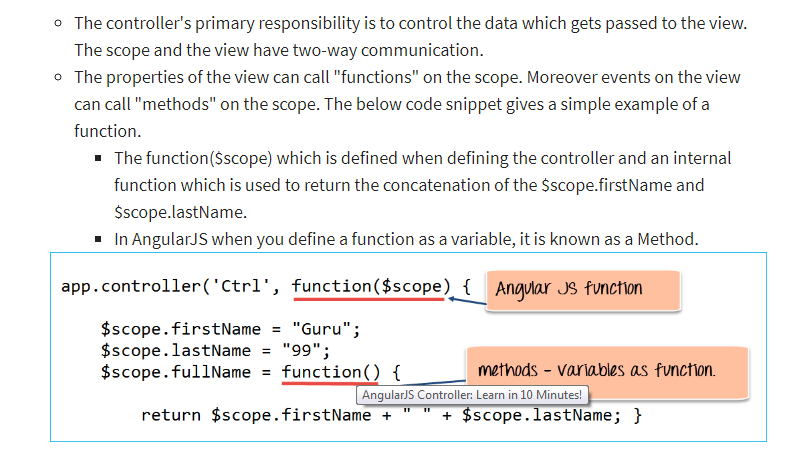 The controller's primary responsibility is to control the data which gets passed to the view.
The scope and the view have two-way communication.
The properties of the view can call "functions" on the scope. Moreover events on the view
can call "methods" on the scope. The below code snippet gives a simple example of a
function.
The function($scope) which is defined when defining the controller and an internal
function which is used to return the concatenation of the $scope.firstName and
$scope.lastName.
In AngularJS when you define a function as a variable, it is known as a Method.
app.controller('Ctrl', function($scope) { Angular JS function
$scope.firstName = "Guru";
$scope.lastName = "99";
$scope.fullName = function() { methods - variables as function.
AngularJS Controller: Learn in 10 Minutes!
return $scope.firstName + " " + $scope.lastName; }